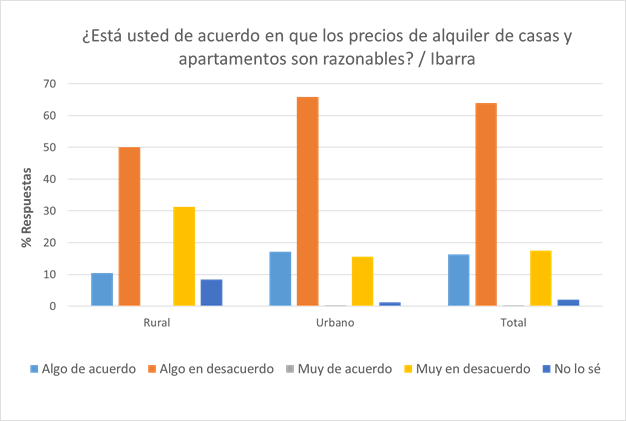 ¿Está usted de acuerdo en que los precios de alquiler de casas y
apartamentos son razonables? / Ibarra
% Respuestas
70
60
50
40
30
20
10
0
Rural
Urbano
Total
Algo de acuerdo
Algo en desacuerdo
Muy de acuerdo
Muy en desacuerdo
No lo sé